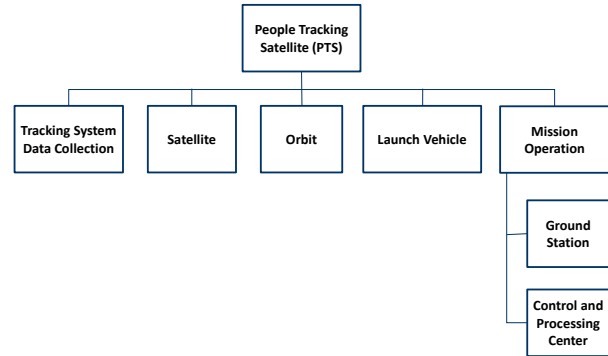 People Tracking
Satellite (PTS)
Tracking System
Data Collection
Satellite
Orbit
Launch Vehicle
Mission
Operation
Ground
Station
Control and
Processing
Center